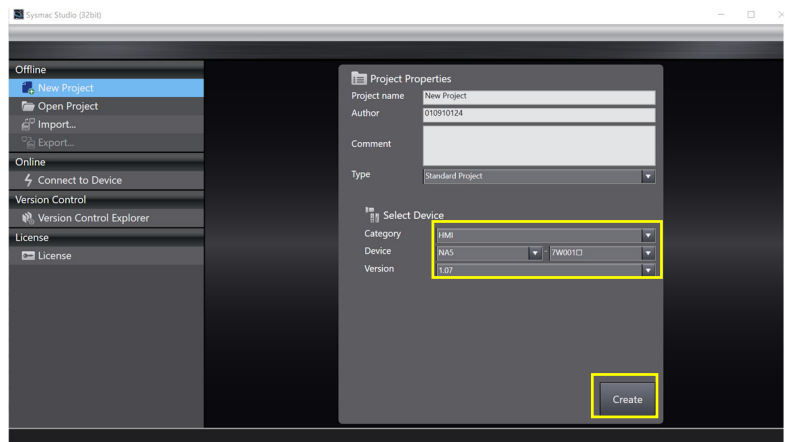 Sysmac Studio (32bit)
Offline
New Project
Open Project
Import...
Export...
Online
Connect to Device
Version Control
Version Control Explorer
License
License
Project Properties
Project name New Project
Author 010910124
Comment
Type Standard Project
Select Device
Category HMI
Device NA5 - 7W001□
Version 1.07
Create